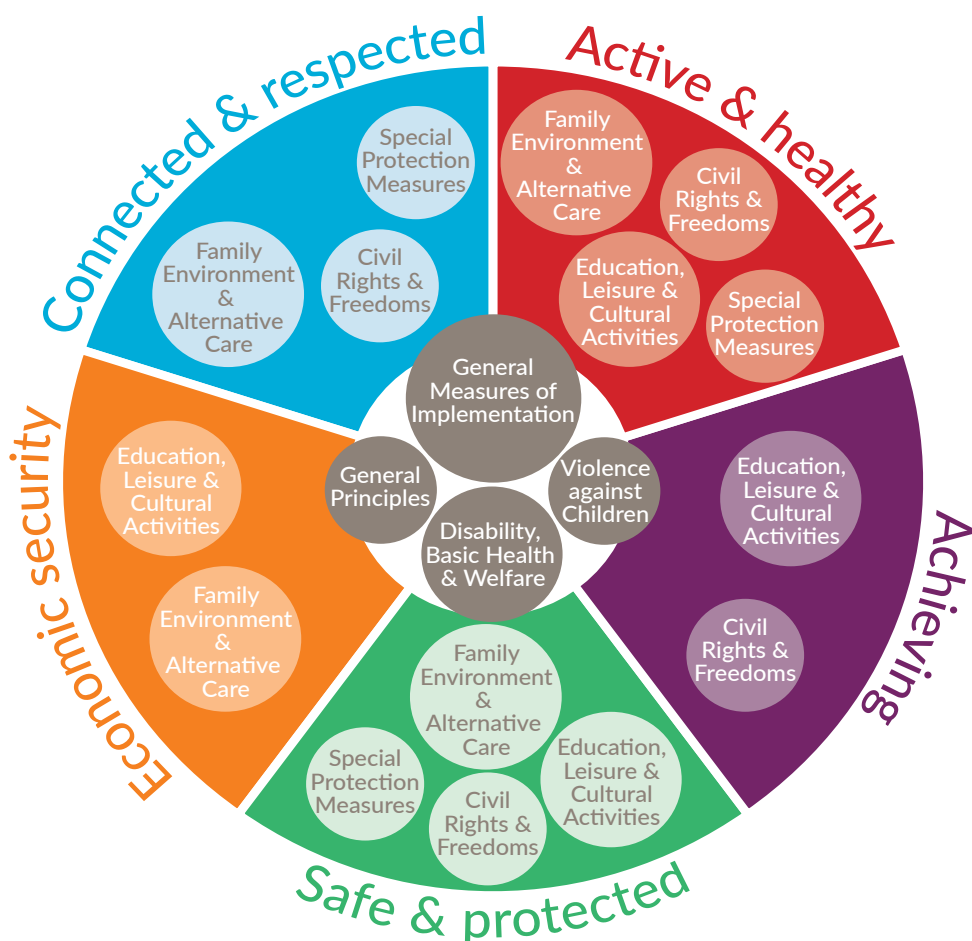 Connected & respected
Special
Protection
Measures
Family
Environment
&
Alternative
Care
Civil
Rights &
Freedoms
Active & healthy
Family
Environment
&
Alternative
Care
Civil
Rights &
Freedoms
Education,
Leisure &
Cultural
Activities
Special
Protection
Measures
General
Measures of
Implementation
General
Principles
Violence
against
Children
Disability,
Basic Health
& Welfare
Economic security
Education,
Leisure &
Cultural
Activities
Family
Environment
&
Alternative
Care
Achieving
Education,
Leisure &
Cultural
Activities
Civil
Rights &
Freedoms
Family
Environment
&
Alternative
Care
Special
Protection
Measures
Civil
Rights &
Freedoms
Education,
Leisure &
Cultural
Activities
Safe & protected